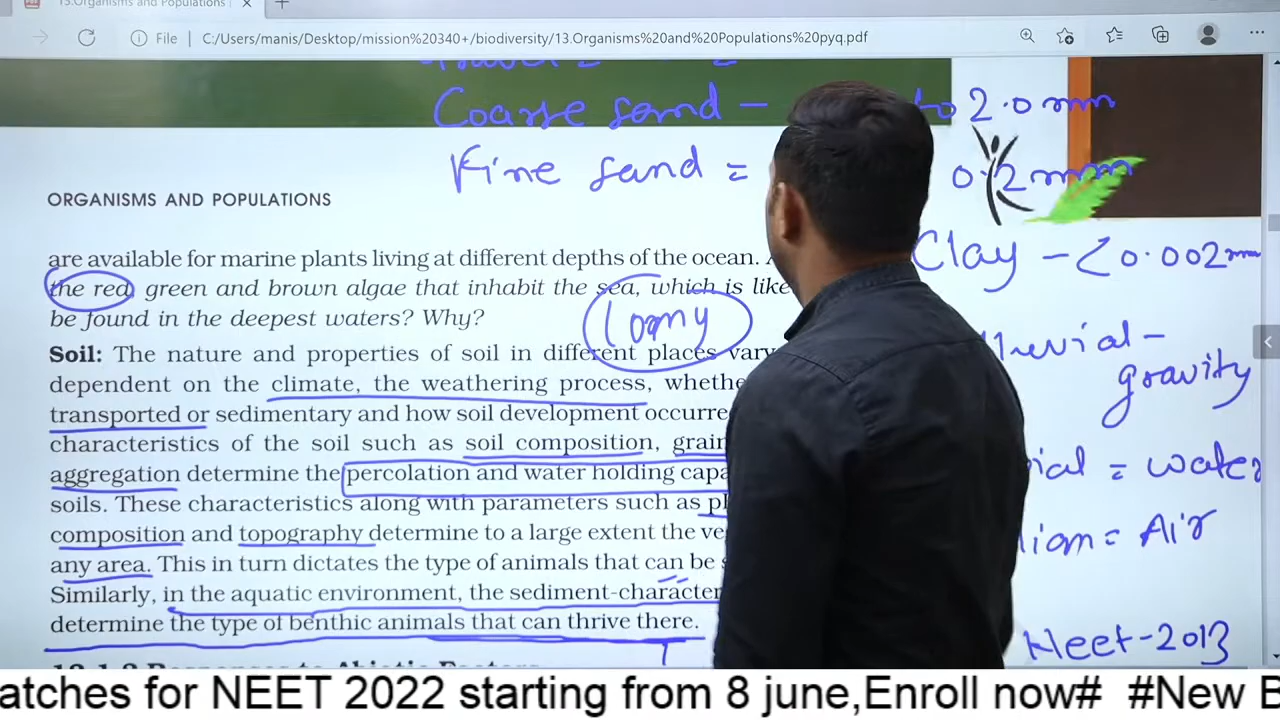 13.Organisms and Populations
File | C:/Users/manis/Desktop/mission%20340+/biodiversity/13.Organisms%20and%20Populations%20pyq.pdf
Coarse sand - to 2.0 mm
Fine sand = 0.2 mm
ORGANISMS AND POPULATIONS
Clay - < 0.002 mm
are available for marine plants living at different depths of the ocean.
the red, green and brown algae that inhabit the sea, which is like
be found in the deepest waters? Why?
loamy
Soil: The nature and properties of soil in different places vary
gravity
dependent on the climate, the weathering process, whethe
transported or sedimentary and how soil development occurre
characteristics of the soil such as soil composition, grain
aggregation determine the percolation and water holding capa
= water
soils. These characteristics along with parameters such as
composition and topography determine to a large extent the ve
= Air
any area. This in turn dictates the type of animals that can be
Similarly, in the aquatic environment, the sediment-character
determine the type of benthic animals that can thrive there.
Neet-2013
atches for NEET 2022 starting from 8 june,Enroll now# #New B